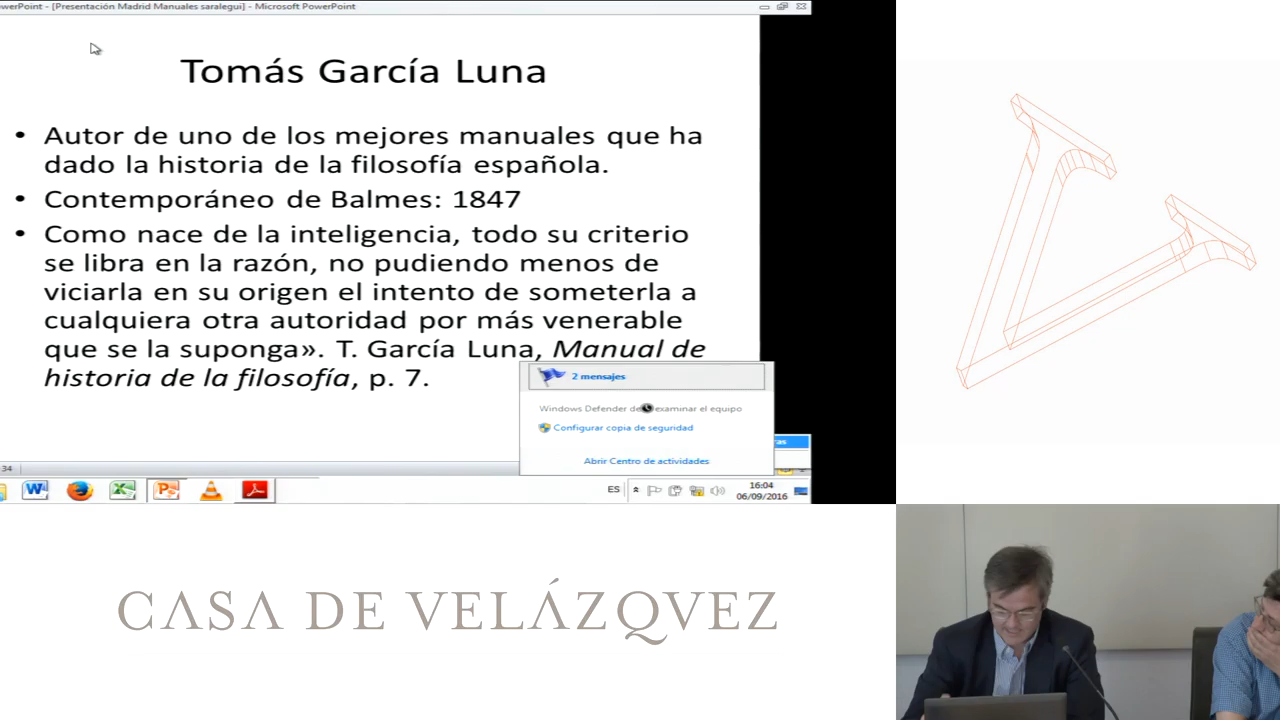 werPoint - [Presentación Madrid Manuales saralegui] - Microsoft PowerPoint
Tomás García Luna
• Autor de uno de los mejores manuales que ha
dado la historia de la filosofía española.
• Contemporáneo de Balmes: 1847
• Como nace de la inteligencia, todo su criterio
se libra en la razón, no pudiendo menos de
viciarla en su origen el intento de someterla a
cualquiera otra autoridad por más venerable
que se la suponga». T. García Luna, Manual de
historia de la filosofía, p. 7.
2 mensajes
Windows Defender de examinar el equipo
Configurar copia de seguridad
Abrir Centro de actividades
ras
34
ES
16:04
06/09/2016
CASA DE VELÁZQVEZ